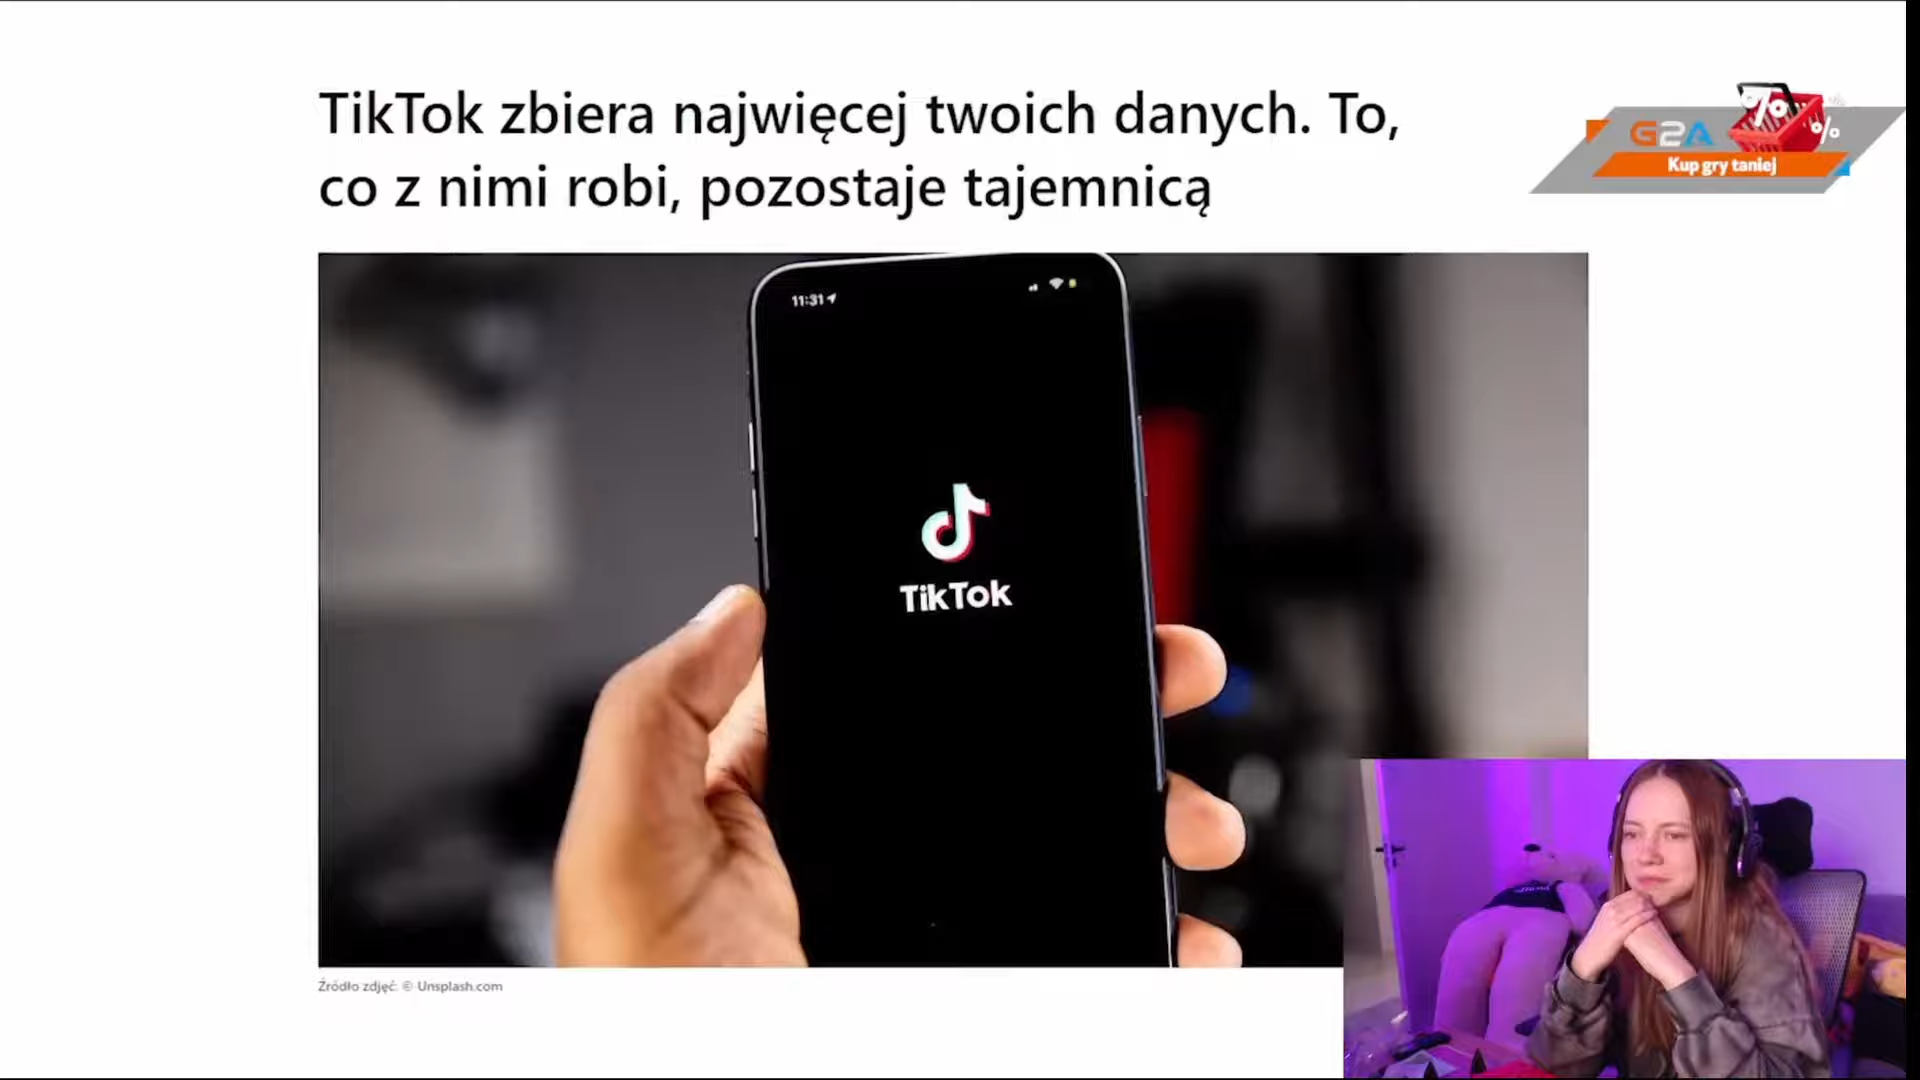 TikTok zbiera najwięcej twoich danych. To,
co z nimi robi, pozostaje tajemnicą
G2A
%
%
Kup gry taniej
11:31
TikTok
Źródło zdjęć: © Unsplash.com